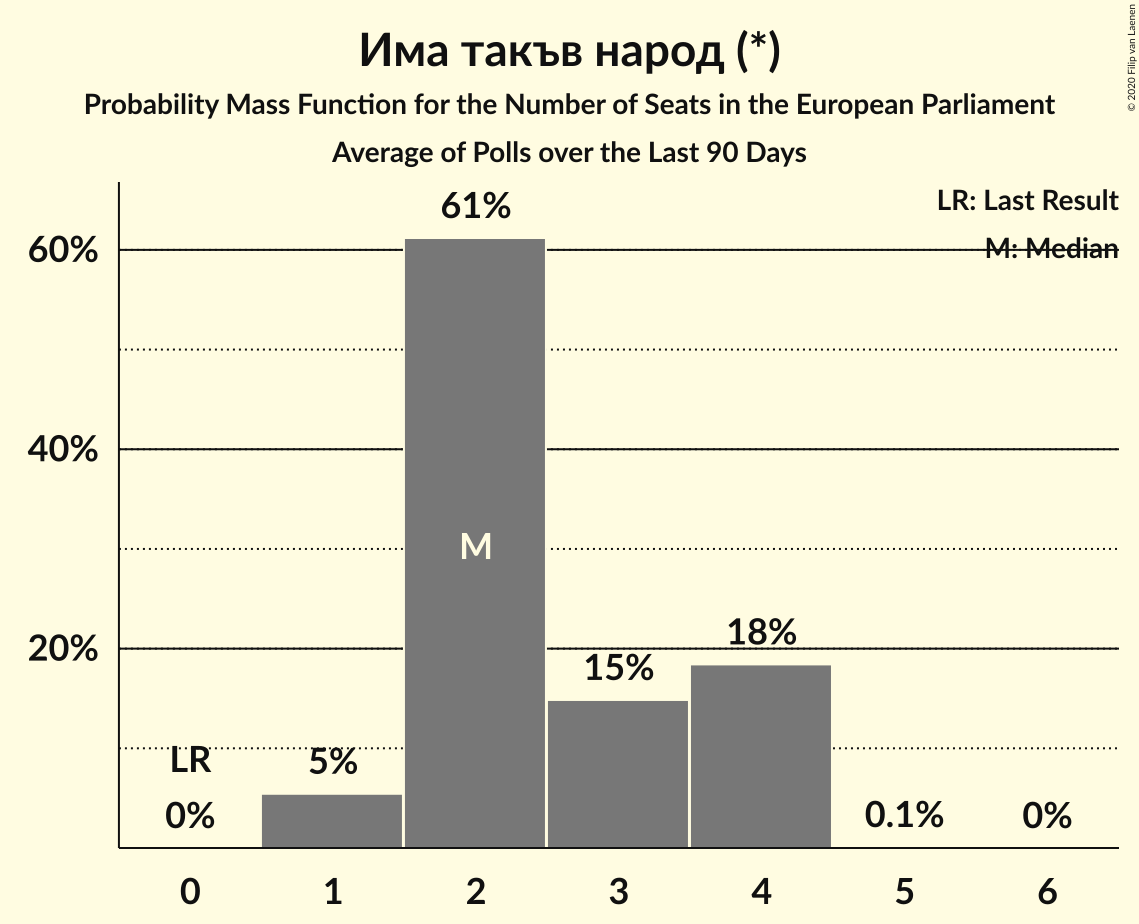 Има такъв народ (*)
Probability Mass Function for the Number of Seats in the European Parliament
Average of Polls over the Last 90 Days
© 2020 Filip van Laenen
LR: Last Result
M: Median
60%
40%
20%
LR
0%
5%
61%
M
15%
18%
0.1%
0%
0 1 2 3 4 5 6